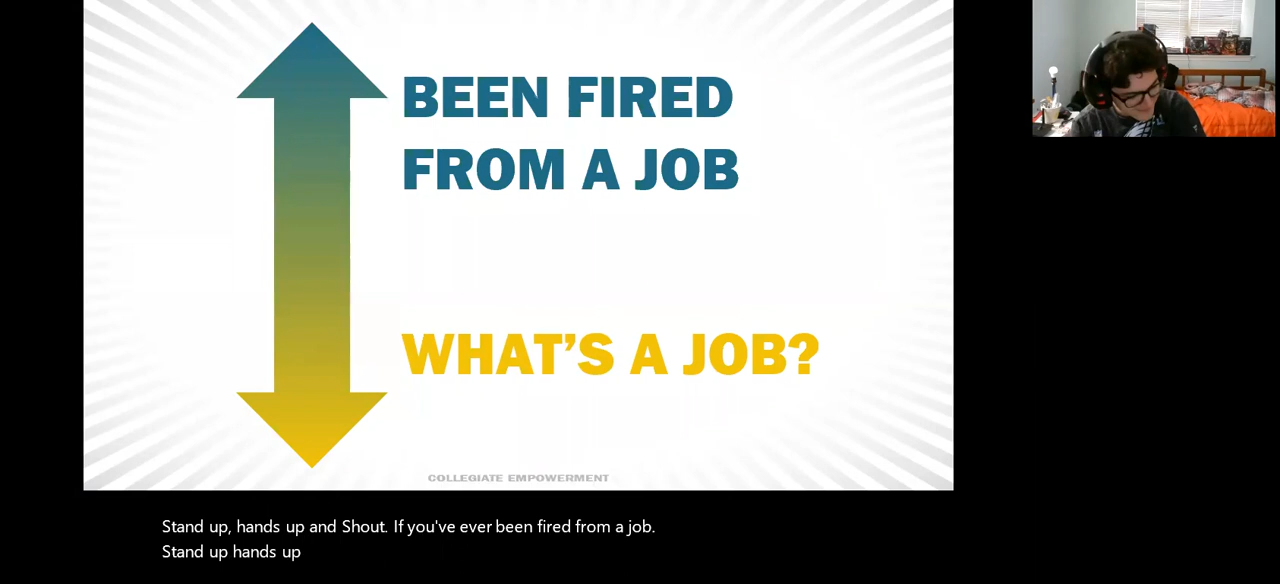 BEEN FIRED
FROM A JOB
WHAT'S A JOB?
COLLEGIATE EMPOWERMENT
Stand up, hands up and Shout. If you've ever been fired from a job.
Stand up hands up